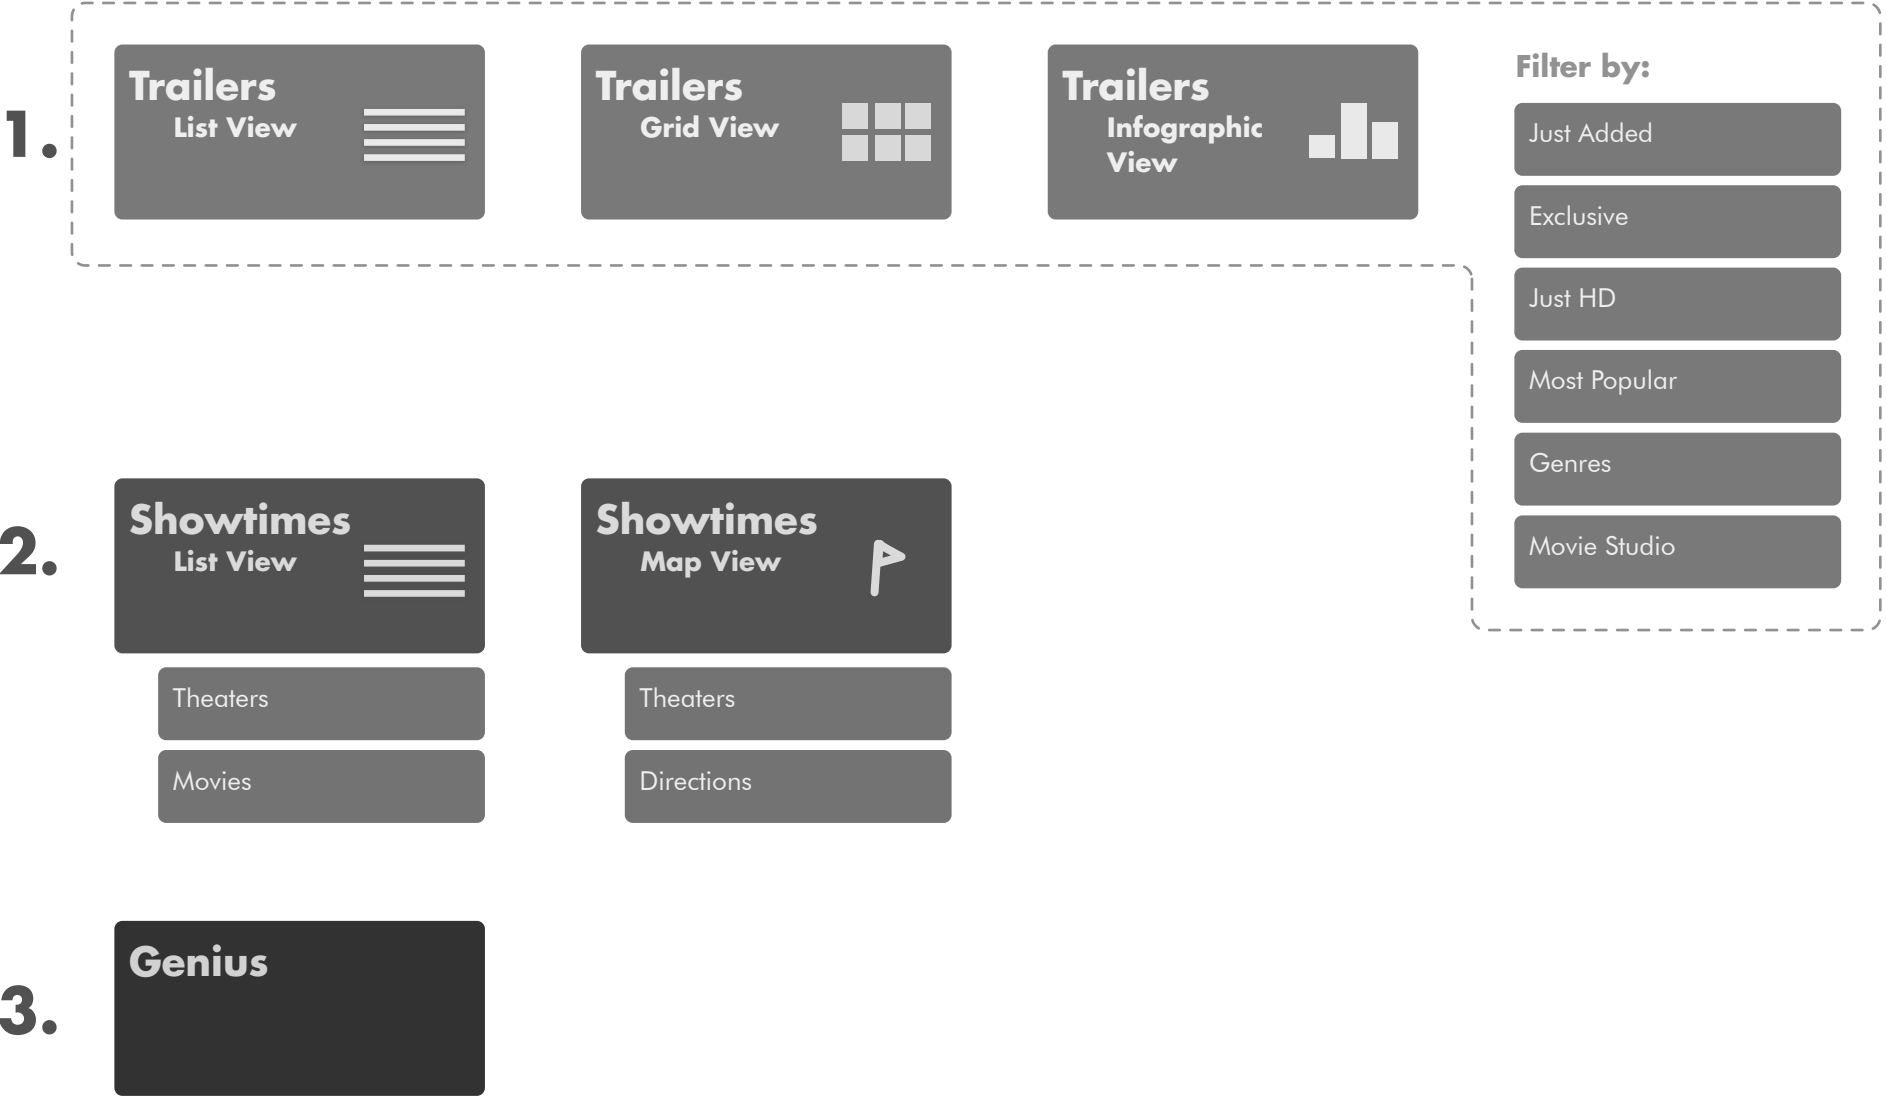 1.
Trailers
List View
Trailers
Grid View
Trailers
Infographic
View
Filter by:
Just Added
Exclusive
Just HD
Most Popular
Genres
Movie Studio
2.
Showtimes
List View
Theaters
Movies
Showtimes
Map View
Theaters
Directions
3.
Genius